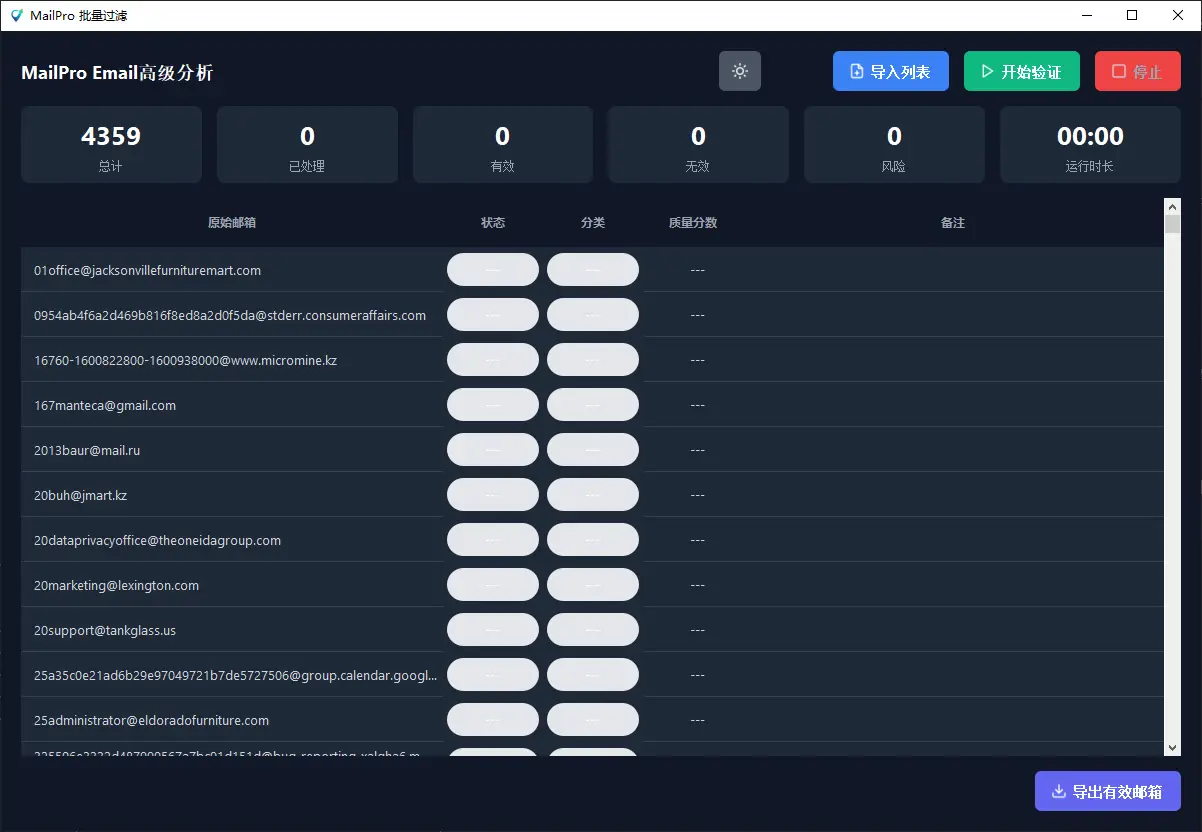 MailPro 批量过滤
MailPro Email高级分析
导入列表
开始验证
停止
4359
总计
0
已处理
0
有效
0
无效
0
风险
00:00
运行时长
原始邮箱 状态 分类 质量分数 备注
01office@jacksonvillefurnituremart.com --- --- ---
0954ab4f6a2d469b816f8ed8a2d0f5da@stderr.consumeraffairs.com --- --- ---
16760-1600822800-1600938000@www.micromine.kz --- --- ---
167manteca@gmail.com --- --- ---
2013baur@mail.ru --- --- ---
20buh@jmart.kz --- --- ---
20dataprivacyoffice@theoneidagroup.com --- --- ---
20marketing@lexington.com --- --- ---
20support@tankglass.us --- --- ---
25a35c0e21ad6b29e97049721b7de5727506@group.calendar.googl... --- --- ---
25administrator@eldoradofurniture.com --- --- ---
导出有效邮箱